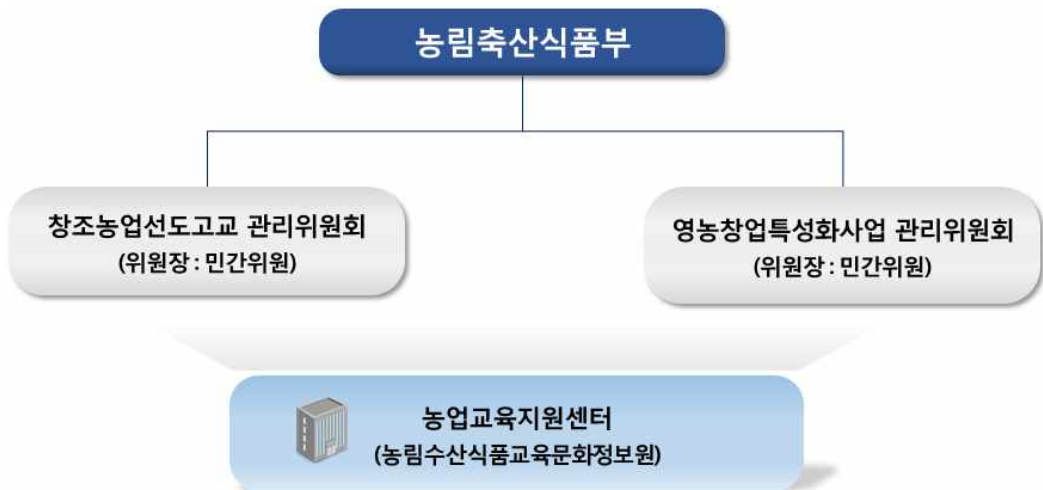 농림축산식품부
창조농업선도고교 관리위원회
(위원장 : 민간위원)
영농창업특성화사업 관리위원회
(위원장 : 민간위원)
농업교육지원센터
(농림수산식품교육문화정보원)